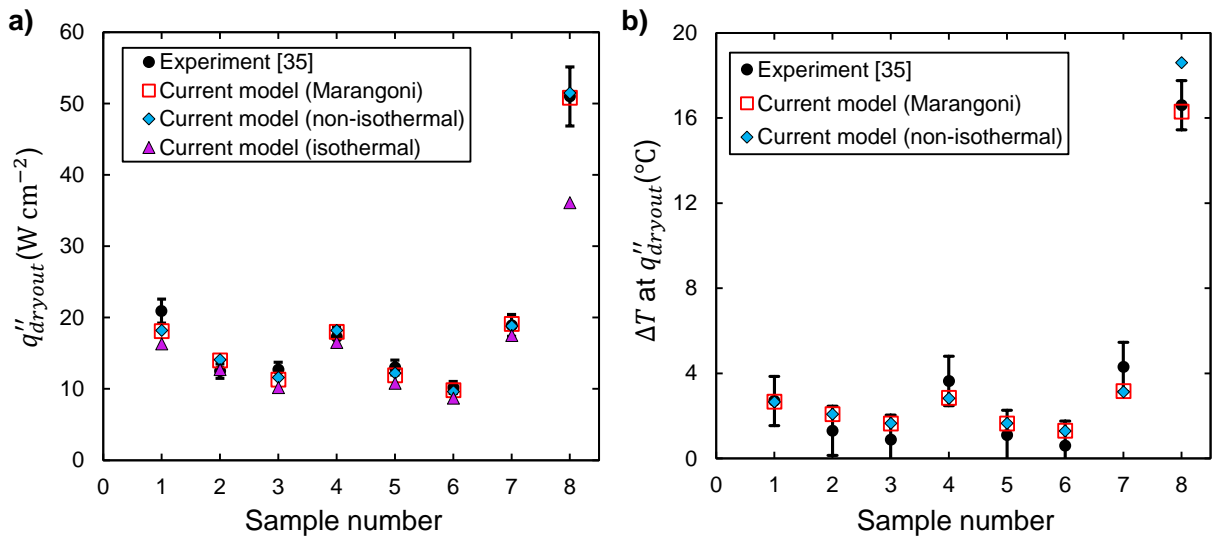 a)
60
50
40
30
20
10
0
q''dryout (W cm−2)
Experiment [35]
Current model (Marangoni)
Current model (non-isothermal)
Current model (isothermal)
0 1 2 3 4 5 6 7 8
Sample number
b)
20
16
12
8
4
0
ΔT at q''dryout (°C)
Experiment [35]
Current model (Marangoni)
Current model (non-isothermal)
0 1 2 3 4 5 6 7 8
Sample number